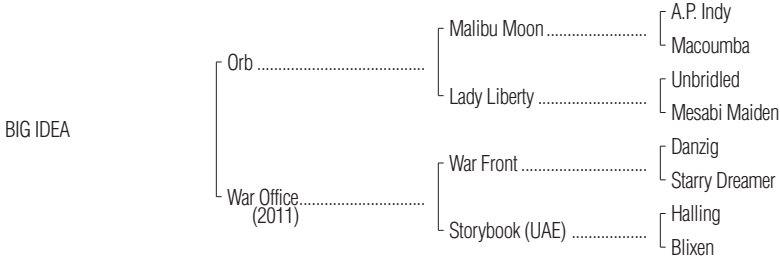 A.P. Indy
Malibu Moon ........................
Macoumba
Orb ........................................
Unbridled
Lady Liberty ..........................
Mesabi Maiden
BIG IDEA
Danzig
War Front ..............................
Starry Dreamer
War Office..............................
(2011)
Halling
Storybook (UAE) ..................
Blixen